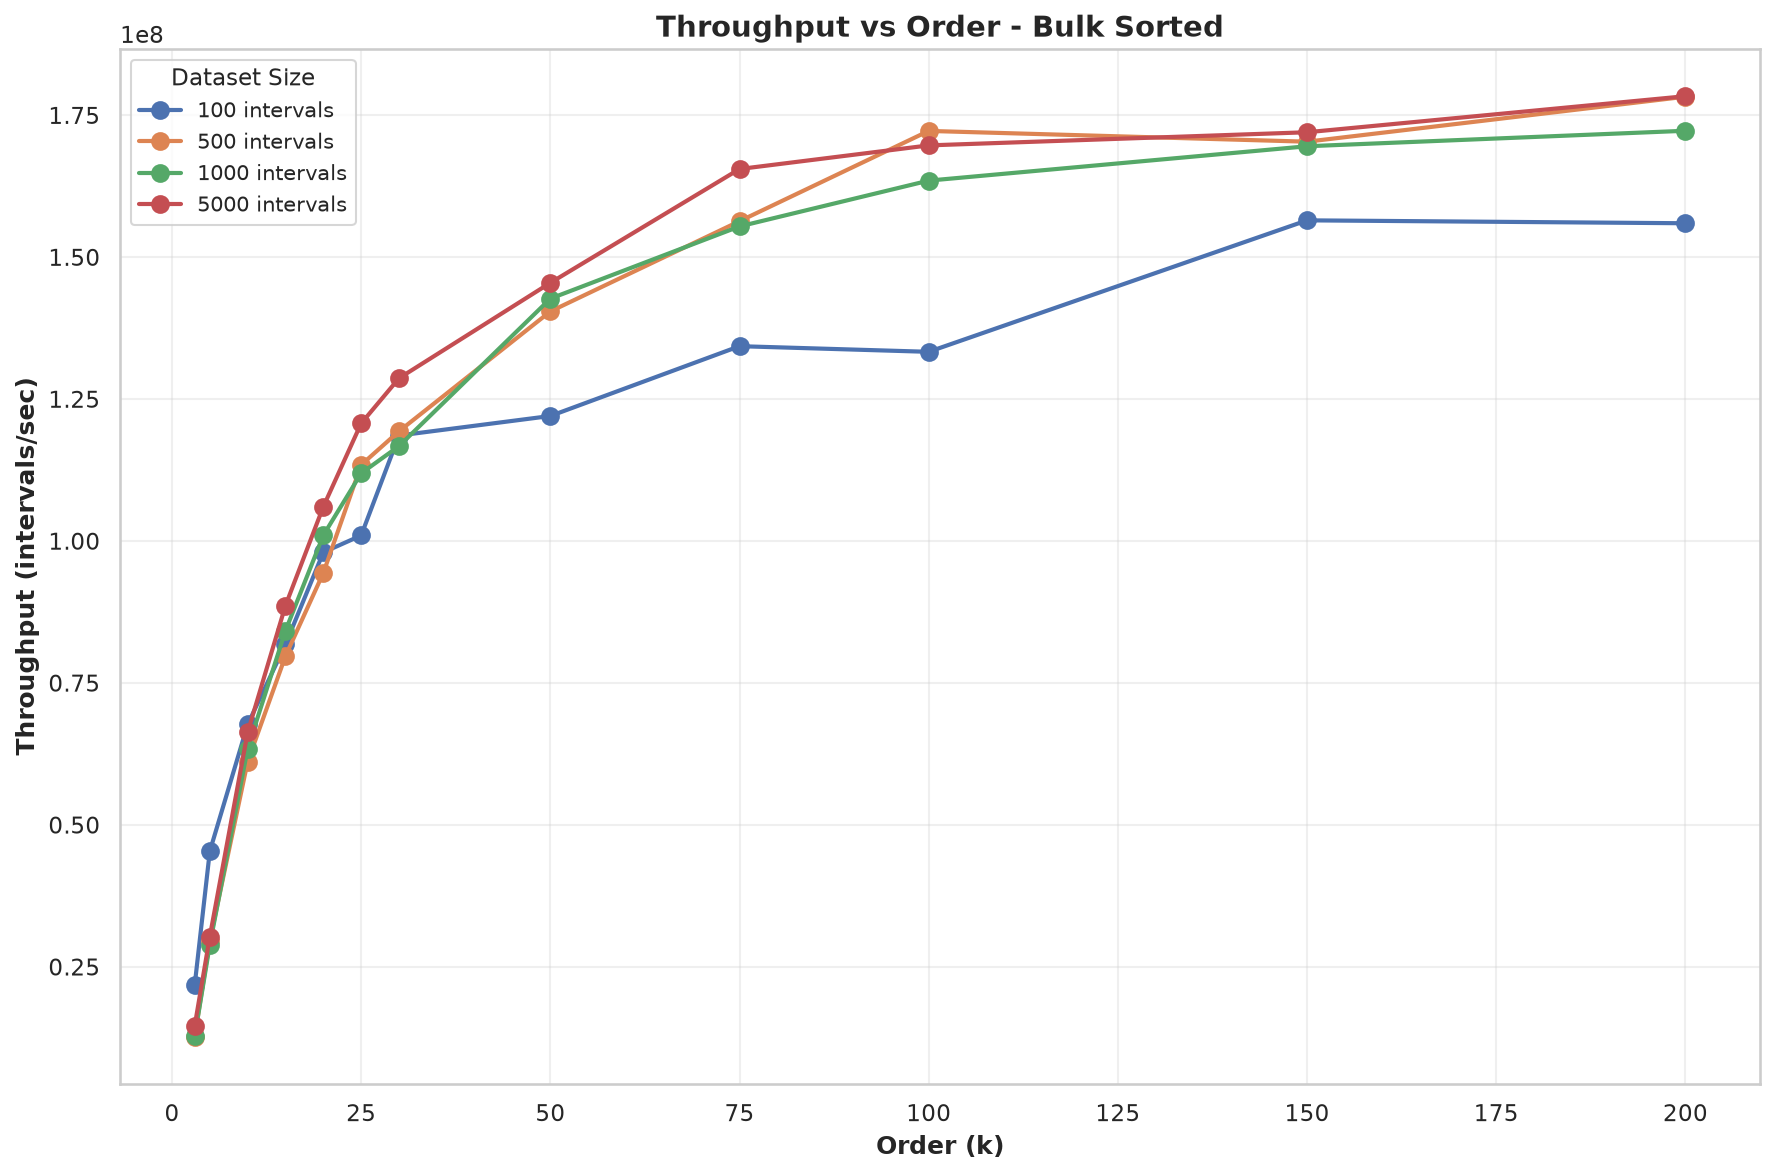 Throughput vs Order - Bulk Sorted
1e8
Dataset Size
100 intervals
500 intervals
1000 intervals
5000 intervals
1.75
1.50
1.25
1.00
0.75
0.50
0.25
Throughput (intervals/sec)
0 25 50 75 100 125 150 175 200
Order (k)